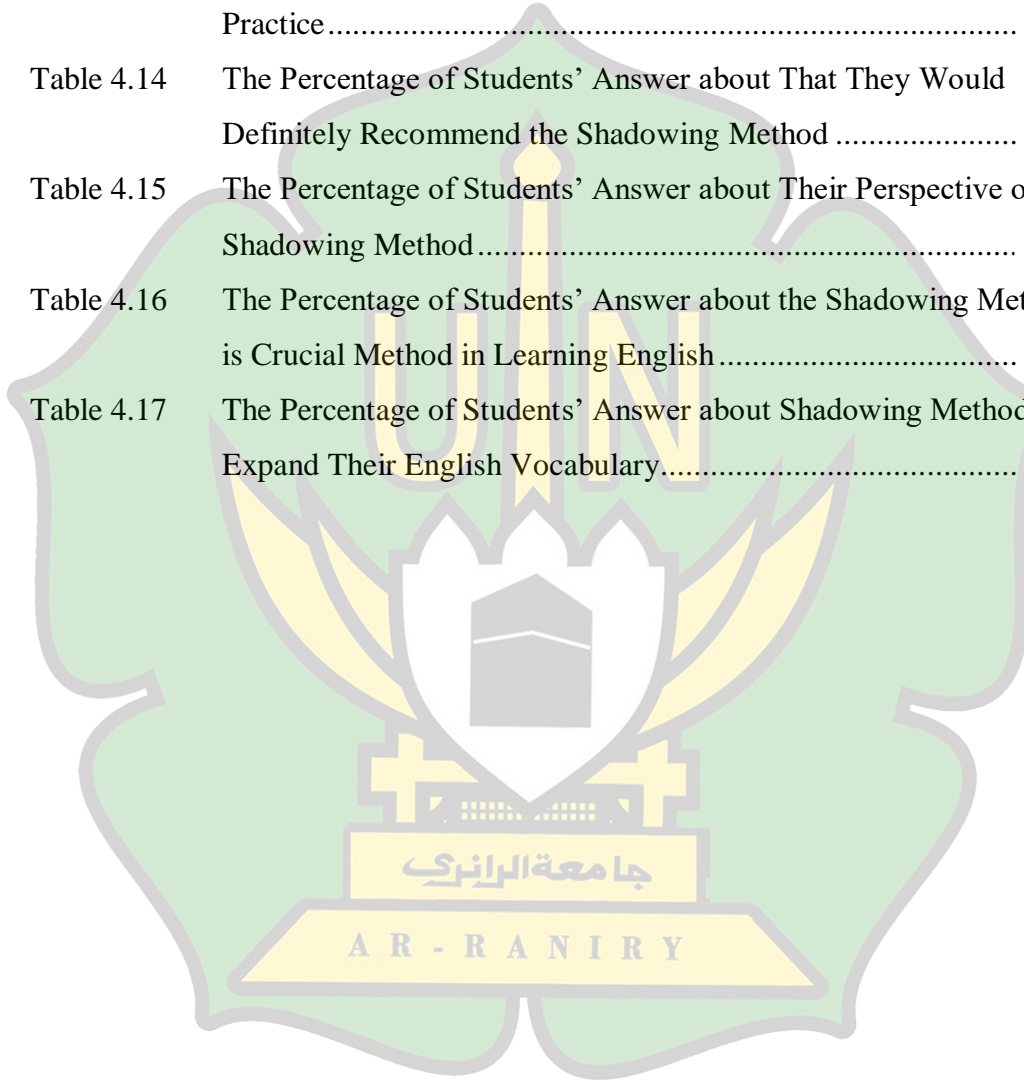 Practice.....................................................................................
Table 4.14 The Percentage of Students’ Answer about That They Would
Definitely Recommend the Shadowing Method ......................
Table 4.15 The Percentage of Students’ Answer about Their Perspective
Shadowing Method..................................................................
Table 4.16 The Percentage of Students’ Answer about the Shadowing
is Crucial Method in Learning English....................................
Table 4.17 The Percentage of Students’ Answer about Shadowing Method
Expand Their English Vocabulary...........................................
UIN
جامعة الرانري
AR-RANIRY